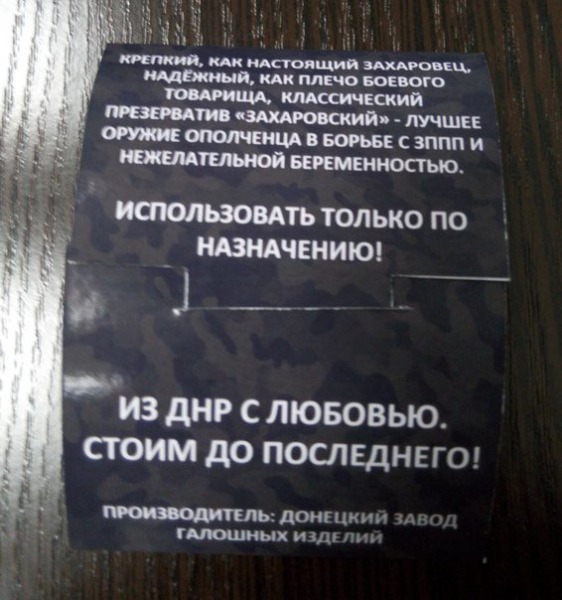 КРЕПКИЙ, КАК НАСТОЯЩИЙ ЗАХАРОВЕЦ,
НАДЁЖНЫЙ, КАК ПЛЕЧО БОЕВОГО
ТОВАРИЩА, КЛАССИЧЕСКИЙ
ПРЕЗЕРВАТИВ «ЗАХАРОВСКИЙ» - ЛУЧШЕЕ
ОРУЖИЕ ОПОЛЧЕНЦА В БОРЬБЕ С ЗППП И
НЕЖЕЛАТЕЛЬНОЙ БЕРЕМЕННОСТЬЮ.
ИСПОЛЬЗОВАТЬ ТОЛЬКО ПО
НАЗНАЧЕНИЮ!
ИЗ ДНР С ЛЮБОВЬЮ.
СТОИМ ДО ПОСЛЕДНЕГО!
ПРОИЗВОДИТЕЛЬ: ДОНЕЦКИЙ ЗАВОД
ГАЛОШНЫХ ИЗДЕЛИЙ